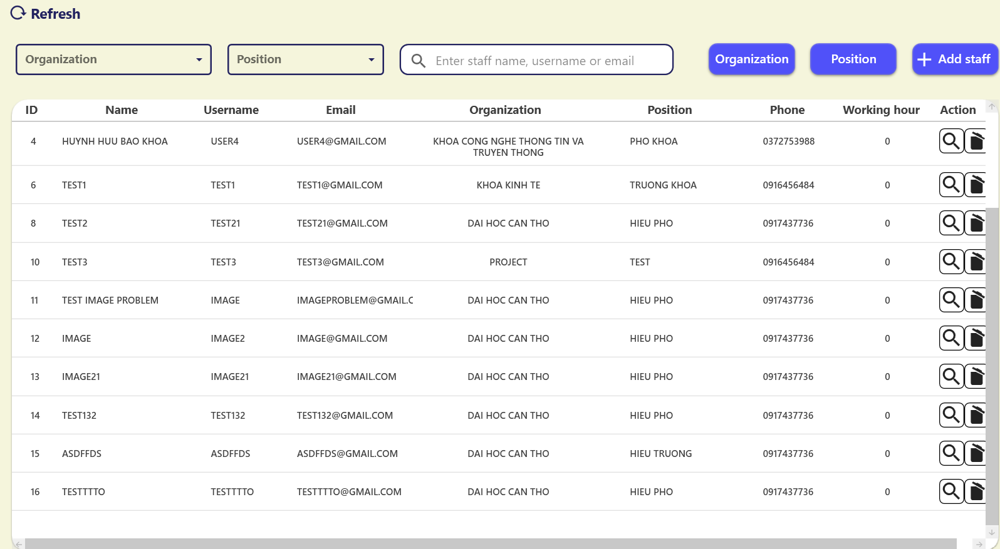 Refresh
Organization
Position
Enter staff name, username or email
Organization
Position
Add staff
ID Name Username Email Organization Position Phone Working hour Action
4 HUYNH HUU BAO KHOA USER4 USER4@GMAIL.COM KHOA CONG NGHE THONG TIN VA PHO KHOA 0372753988 0
TRUYEN THONG
6 TEST1 TEST1 TEST1@GMAIL.COM KHOA KINH TE TRUONG KHOA 0916456484 0
8 TEST2 TEST21 TEST21@GMAIL.COM DAI HOC CAN THO HIEU PHO 0917437736 0
10 TEST3 TEST3 TEST3@GMAIL.COM PROJECT TEST 0916456484 0
11 TEST IMAGE PROBLEM IMAGE IMAGEPROBLEM@GMAIL.C DAI HOC CAN THO HIEU PHO 0917437736 0
12 IMAGE IMAGE2 IMAGE@GMAIL.COM DAI HOC CAN THO HIEU PHO 0917437736 0
13 IMAGE21 IMAGE21 IMAGE21@GMAIL.COM DAI HOC CAN THO HIEU PHO 0917437736 0
14 TEST132 TEST132 TEST132@GMAIL.COM DAI HOC CAN THO HIEU PHO 0917437736 0
15 ASDFFDS ASDFFDS ASDFFDS@GMAIL.COM DAI HOC CAN THO HIEU TRUONG 0917437736 0
16 TESTTTTO TESTTTTO TESTTTTO@GMAIL.COM DAI HOC CAN THO HIEU PHO 0917437736 0